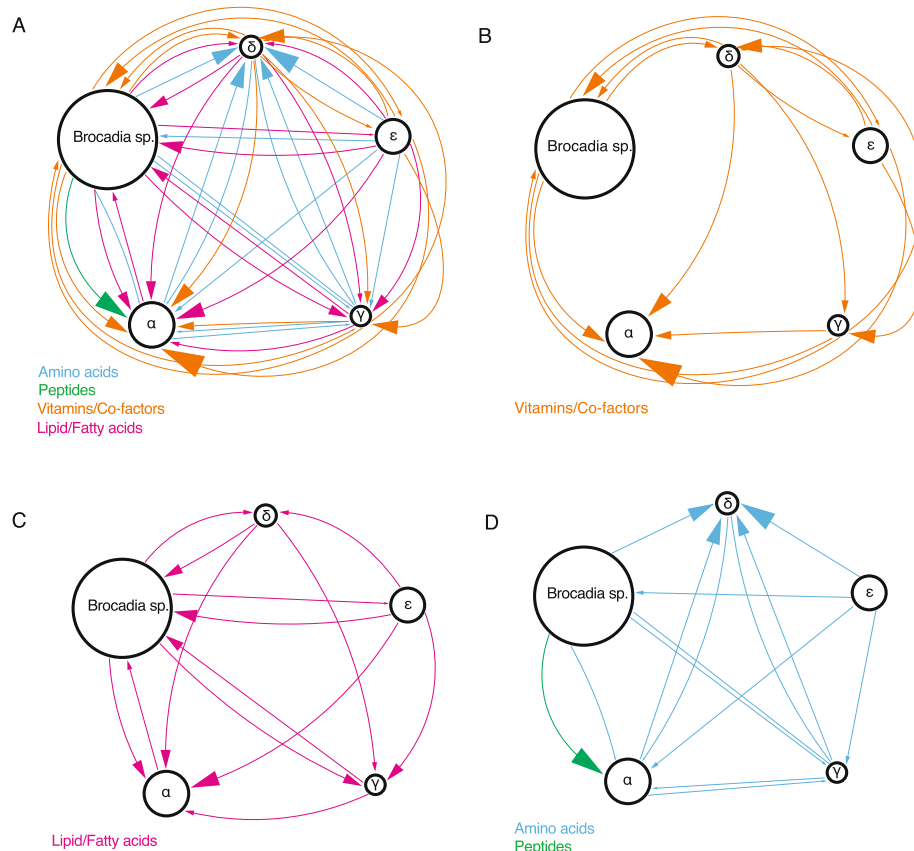 A
δ
Brocadia sp.
ε
α
γ
Amino acids
Peptides
Vitamins/Co-factors
Lipid/Fatty acids
B
δ
Brocadia sp.
ε
α
γ
Vitamins/Co-factors
C
δ
Brocadia sp.
ε
α
γ
Lipid/Fatty acids
D
δ
Brocadia sp.
ε
α
γ
Amino acids
Peptides